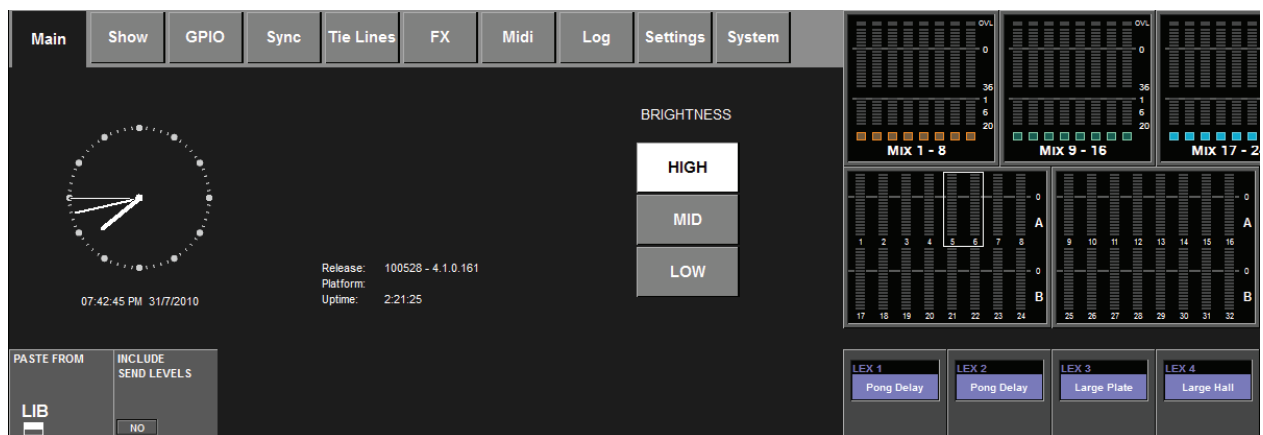 Main Show GPIO Sync Tie Lines FX Midi Log Settings System
BRIGHTNESS
HIGH
MID
LOW
Release: 100528 - 4.1.0.161
Platform:
Uptime: 2:21:25
07:42:45 PM 31/7/2010
PASTE FROM
LIB
INCLUDE
SEND LEVELS
NO
OVL
0
36
1
6
20
MIX 1 - 8
OVL
0
36
1
6
20
MIX 9 - 16
MIX 17 - 2
0
A
1 2 3 4 5 6 7 8
0
B
17 18 19 20 21 22 23 24
0
A
9 10 11 12 13 14 15 16
0
B
25 26 27 28 29 30 31 32
LEX 1
Pong Delay
LEX 2
Pong Delay
LEX 3
Large Plate
LEX 4
Large Hall